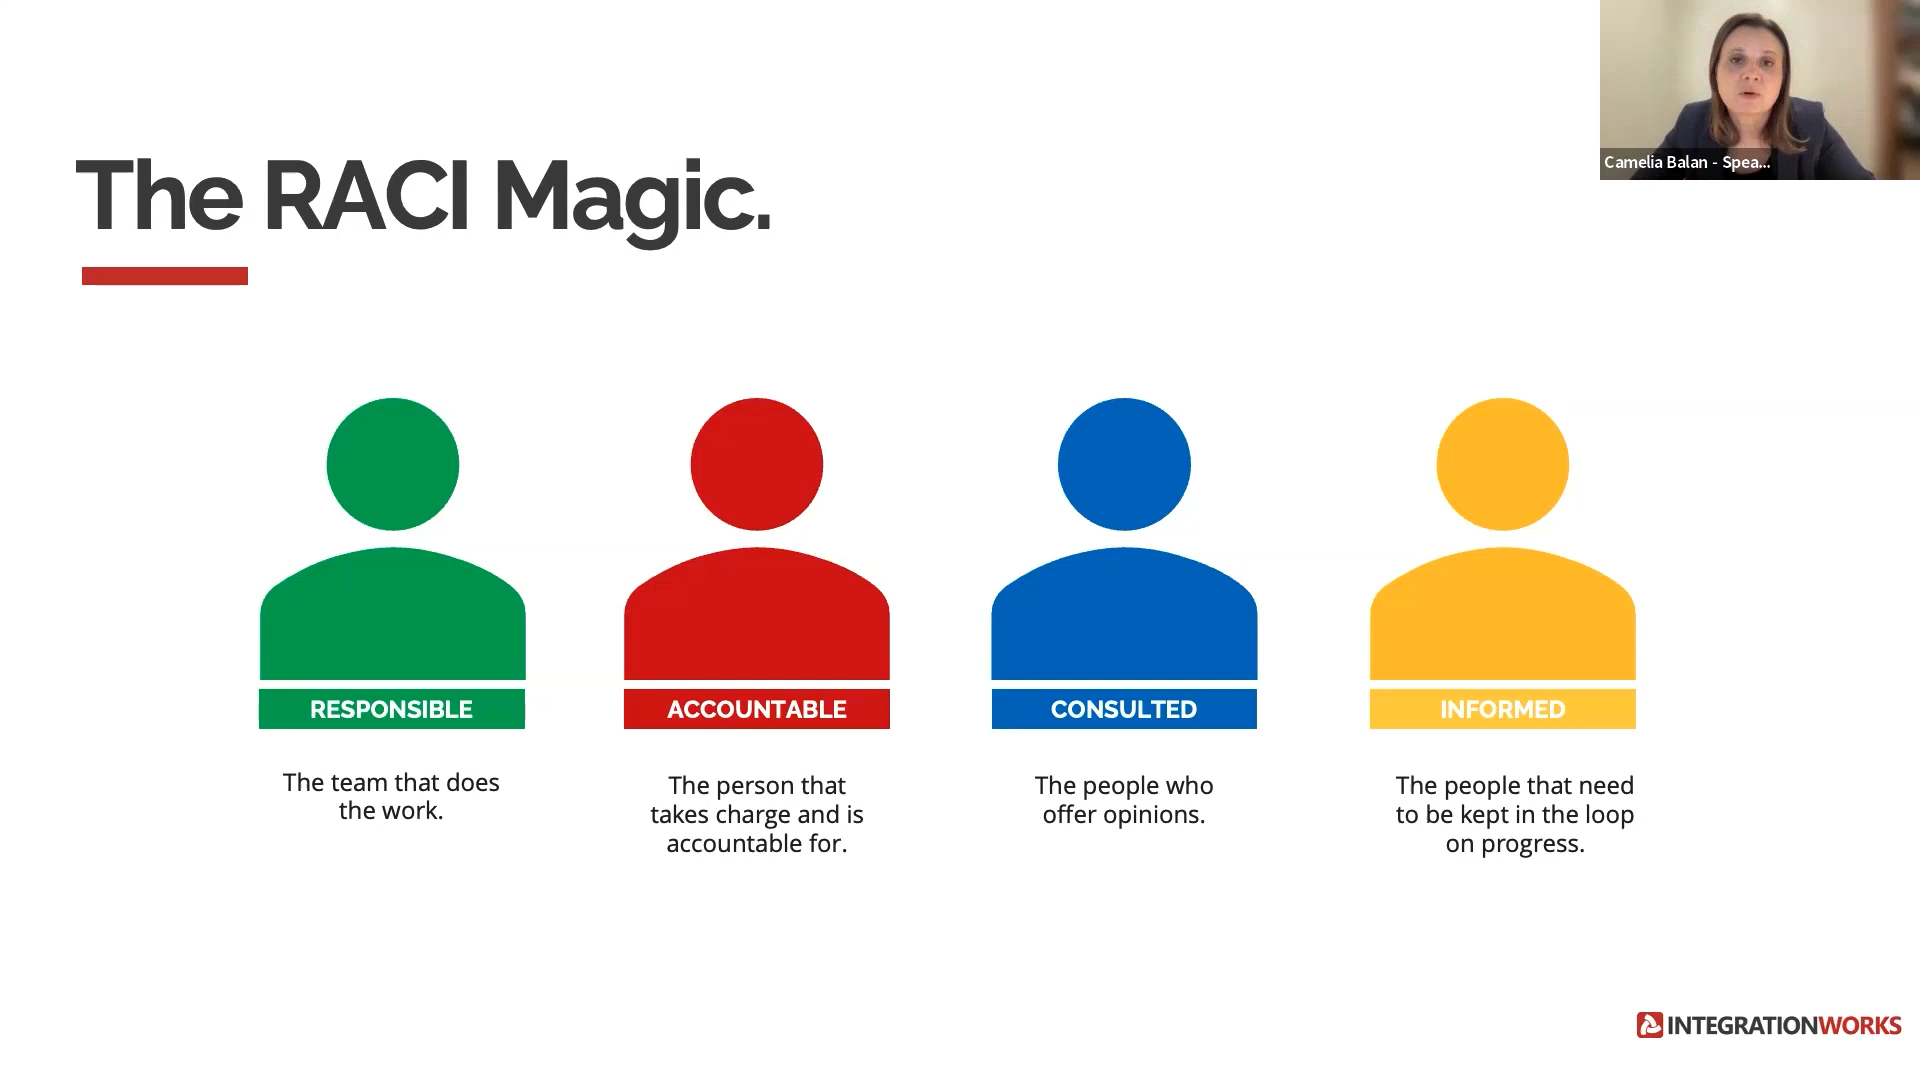 Camelia Balan - Spea...
The RACI Magic.
RESPONSIBLE
The team that does
the work.
ACCOUNTABLE
The person that
takes charge and is
accountable for.
CONSULTED
The people who
offer opinions.
INFORMED
The people that need
to be kept in the loop
on progress.
INTEGRATIONWORKS